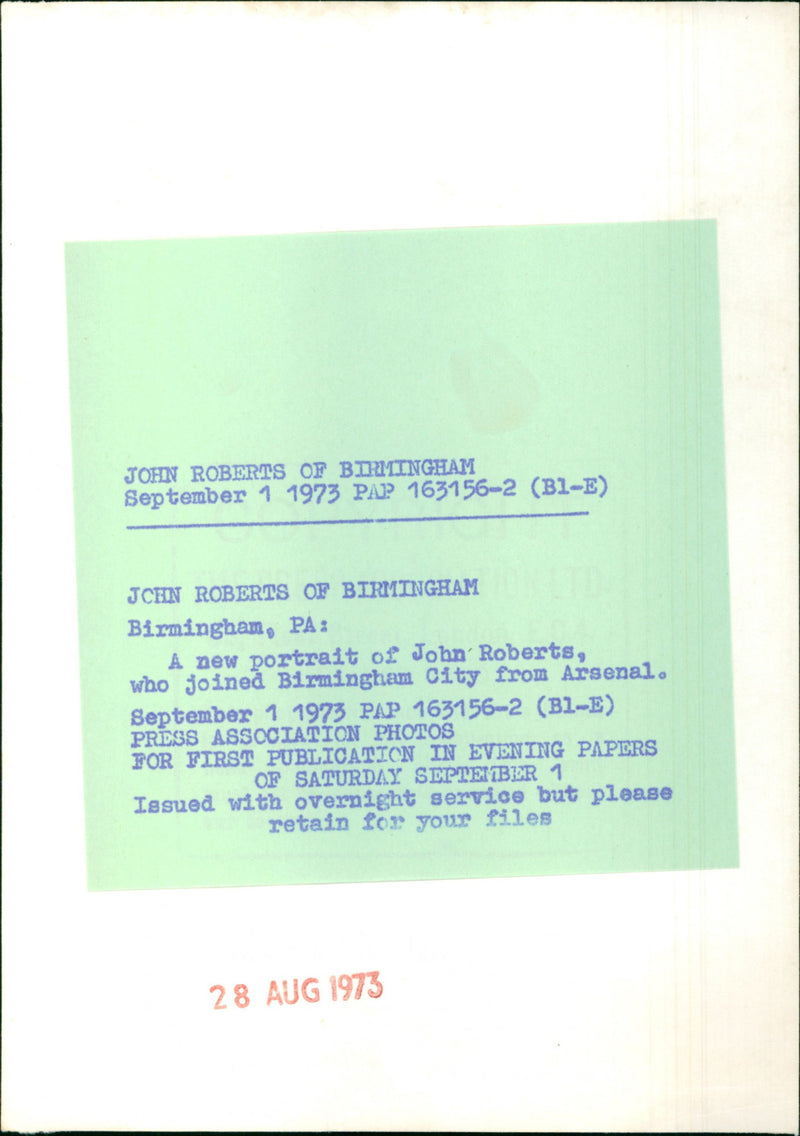 JOHN ROBERTS OF BIRMINGHAM
September 1 1973 PAP 163156-2 (Bl-E)
JOHN ROBERTS OF BIRMINGHAM
Birmingham, PA:
A new portrait of John Roberts,
who joined Birmingham City from Arsenal.
September 1 1973 PAP 163156-2 (Bl-E)
PRESS ASSOCIATION PHOTOS
FOR FIRST PUBLICATION IN EVENING PAPERS
OF SATURDAY SEPTEMBER 1
Issued with overnight service but please
retain for your files
28 AUG 1973